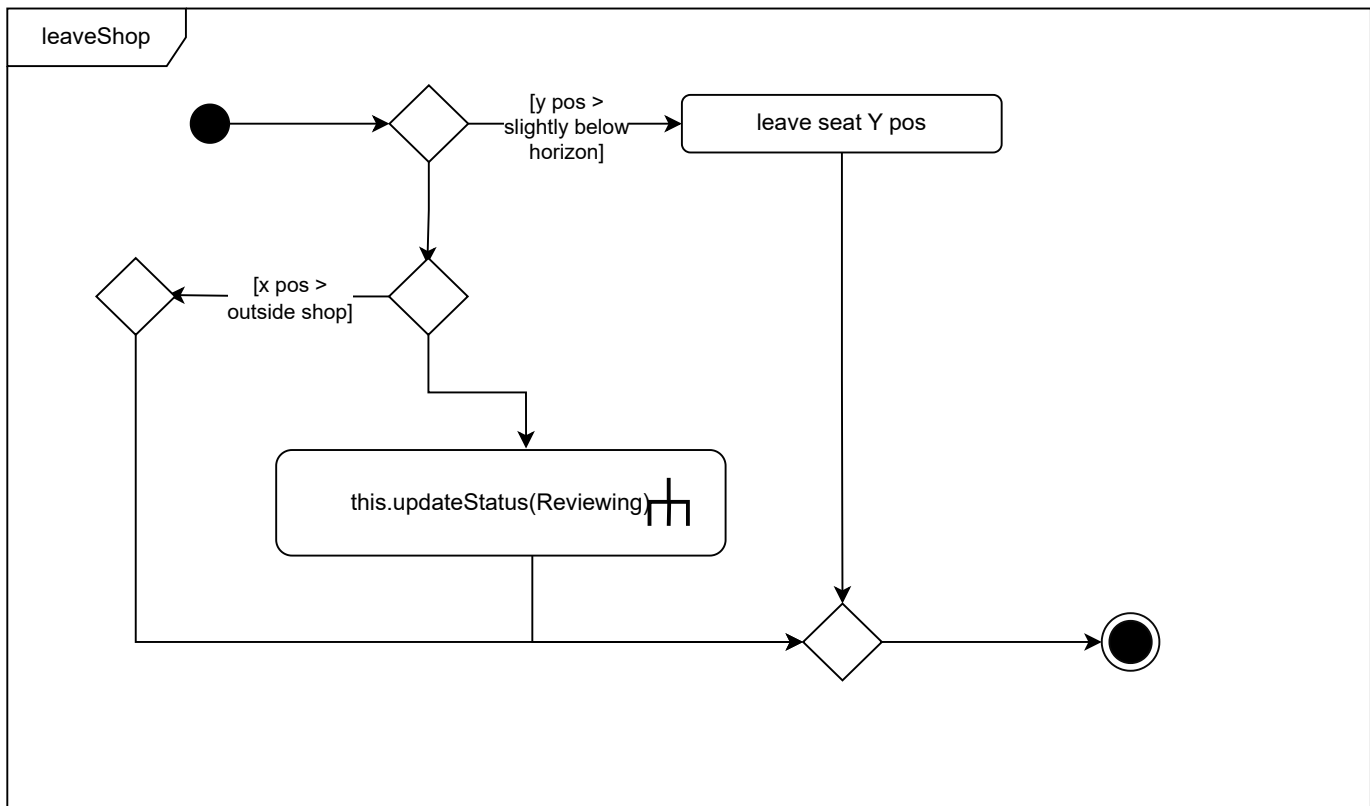 leaveShop
[y pos >
slightly below
horizon]
leave seat Y pos
[x pos >
outside shop]
this.updateStatus(Reviewing)